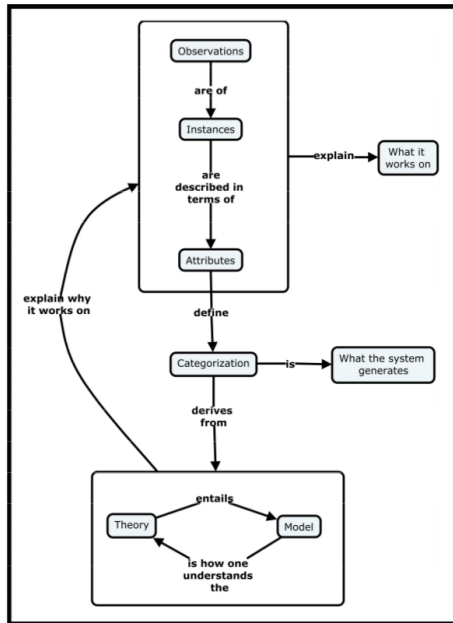 Observations
are of
Instances
are
described in
terms of
Attributes
explain
What it
works on
define
Categorization
is
What the system
generates
derives
from
explain why
it works on
entails
Theory
Model
is how one
understands
the